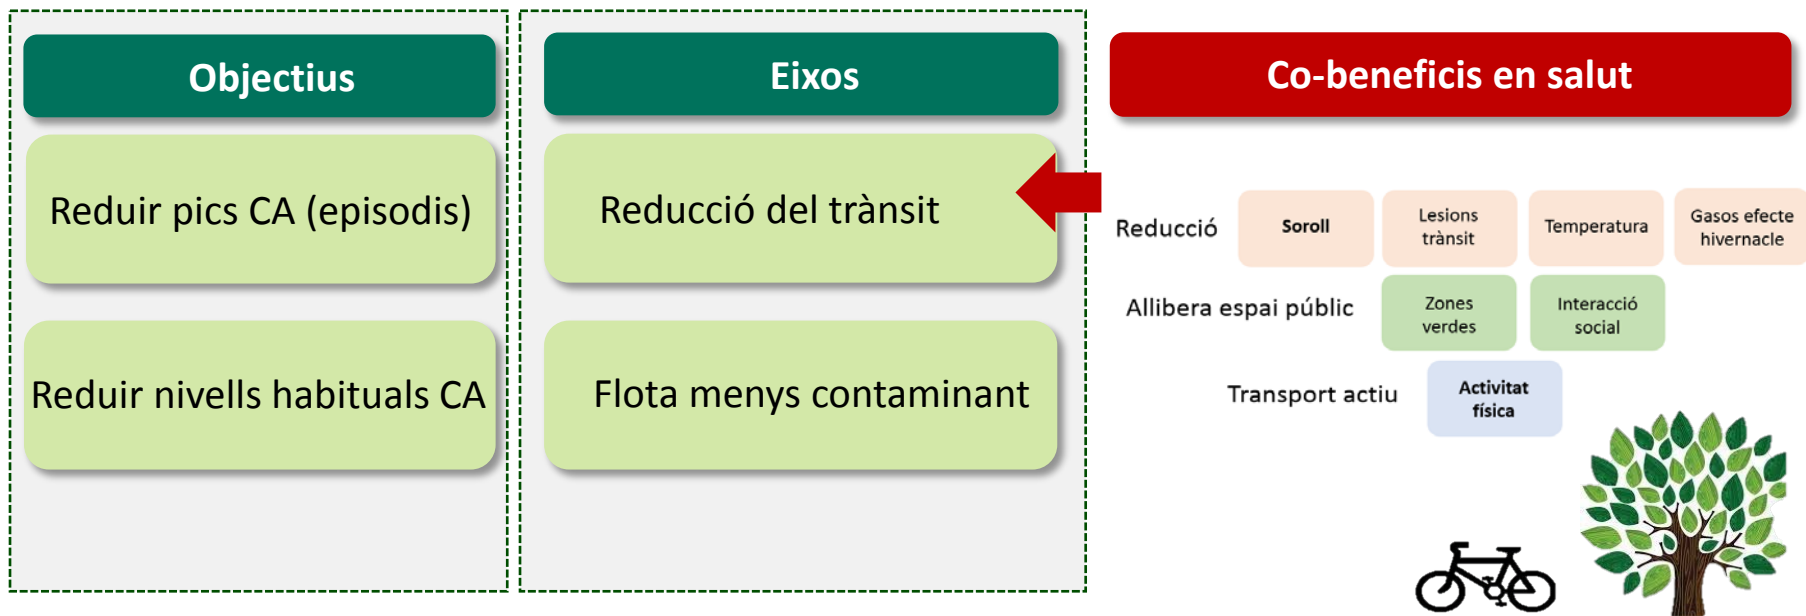 Objectius
Reduir pics CA (episodis)
Reduir nivells habituals CA
Eixos
Reducció del trànsit
Flota menys contaminant
Co-beneficis en salut
Reducció
Soroll
Lesions
trànsit
Temperatura
Gasos efecte
hivernacle
Allibera espai públic
Zones
verdes
Interacció
social
Transport actiu
Activitat
física